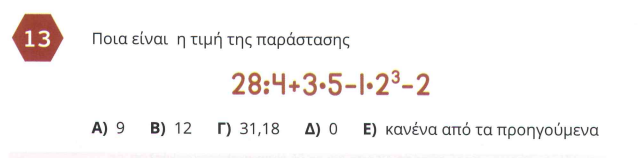 13 Ποια είναι η τιμή της παράστασης
28:4+3·5−1·2³−2
Α) 9 Β) 12 Γ) 31,18 Δ) 0 Ε) κανένα από τα προηγούμενα